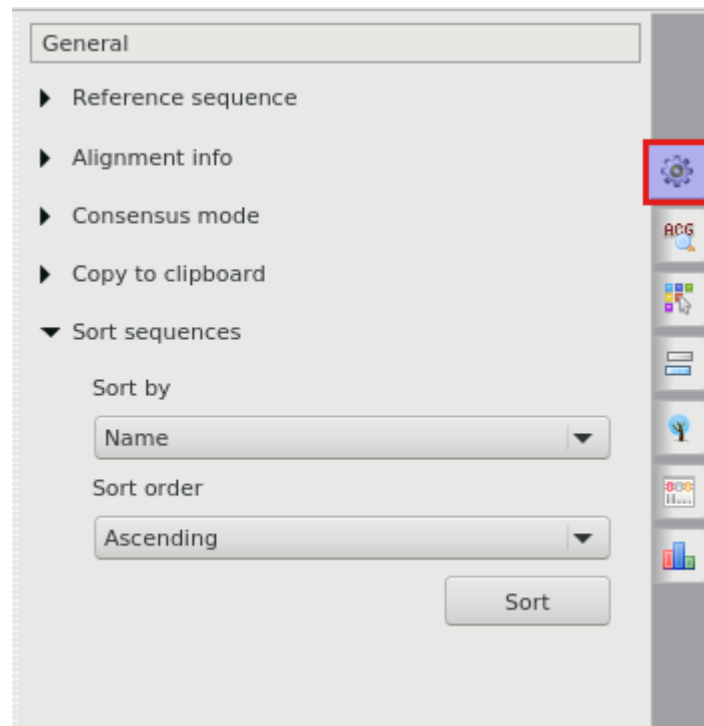 General
Reference sequence
Alignment info
ACG
Consensus mode
Copy to clipboard
Sort sequences
Sort by
Name
Sort order
Ascending
Sort